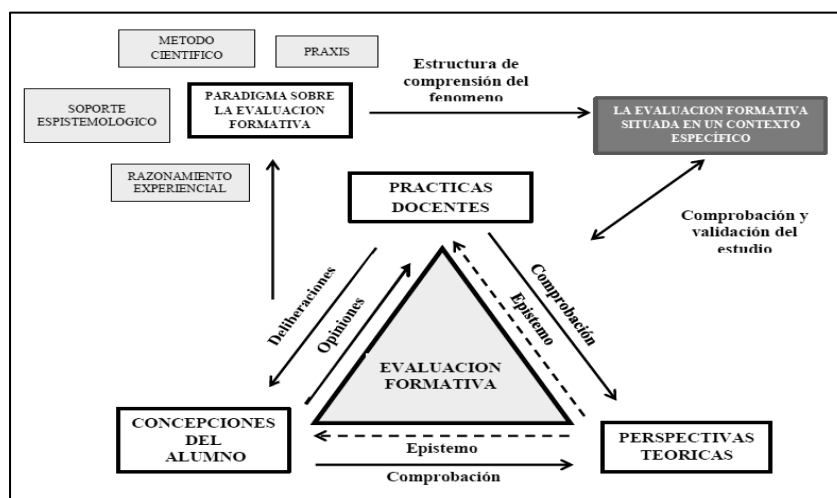 METODO
CIENTIFICO
PRAXIS
SOPORTE
ESPISTEMOLOGICO
PARADIGMA SOBRE
LA EVALUACION
FORMATIVA
RAZONAMIENTO
EXPERIENCIAL
Estructura de
comprensión del
fenomeno
LA EVALUACION FORMATIVA
SITUADA EN UN CONTEXTO
ESPECÍFICO
PRACTICAS
DOCENTES
Comprobación y
validación del
estudio
Deliberaciones
Opiniones
Epistemo
Comprobación
EVALUACION
FORMATIVA
CONCEPCIONES
DEL
ALUMNO
Epistemo
Comprobación
PERSPECTIVAS
TEORICAS